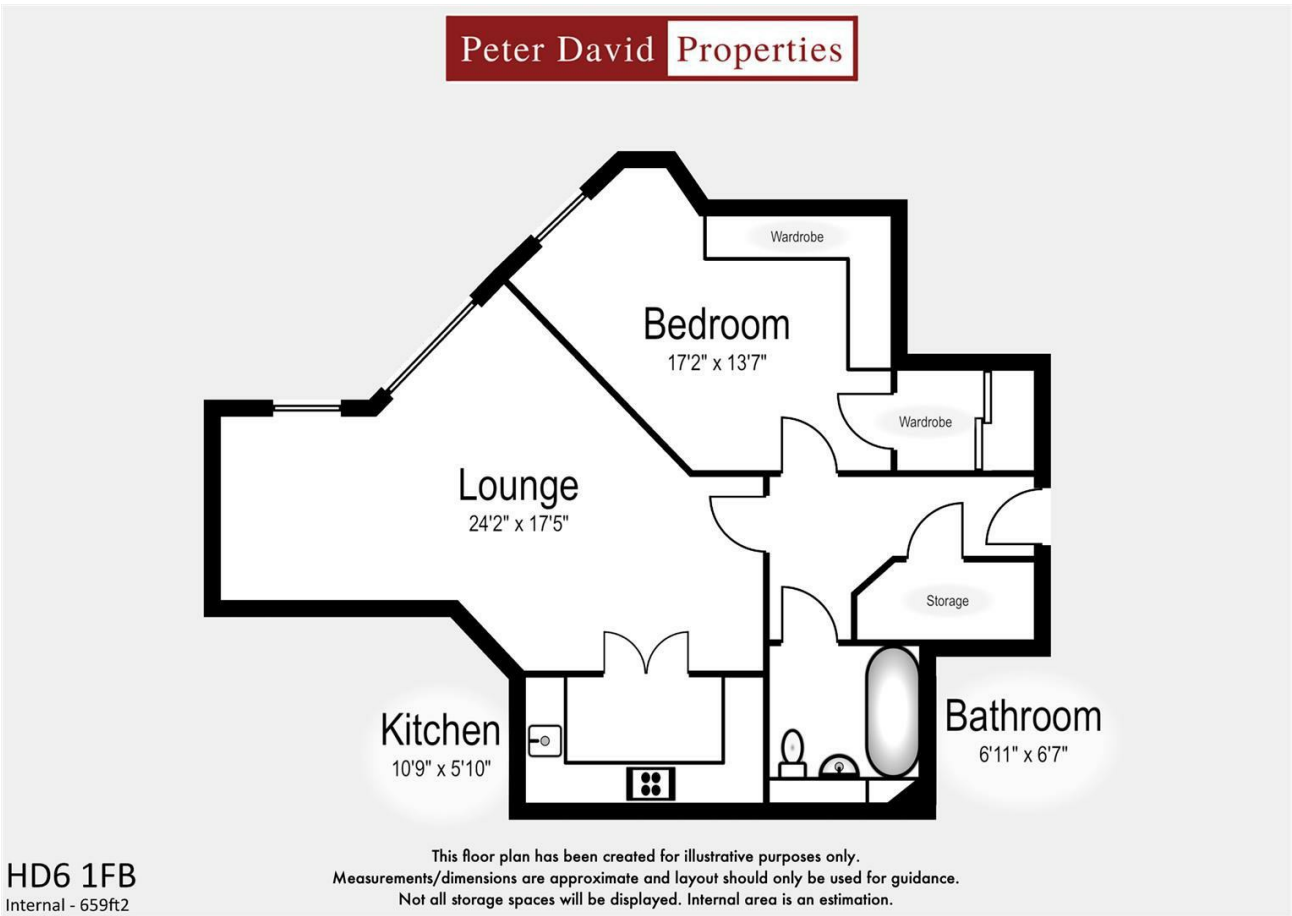 Peter David Properties
Wardrobe
Bedroom
17'2" x 13'7"
Wardrobe
Lounge
24'2" x 17'5"
Storage
Kitchen
10'9" x 5'10"
Bathroom
6'11" x 6'7"
This floor plan has been created for illustrative purposes only.
Measurements/dimensions are approximate and layout should only be used for guidance.
Not all storage spaces will be displayed. Internal area is an estimation.
HD6 1FB
Internal - 659ft2